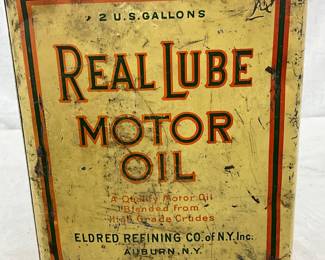 2 U.S. GALLONS
REAL LUBE
MOTOR
OIL
A Quality Motor Oil
Blended from
High Grade Crudes
ELDRED REFINING CO. of N.Y. Inc.
AUBURN, N.Y.